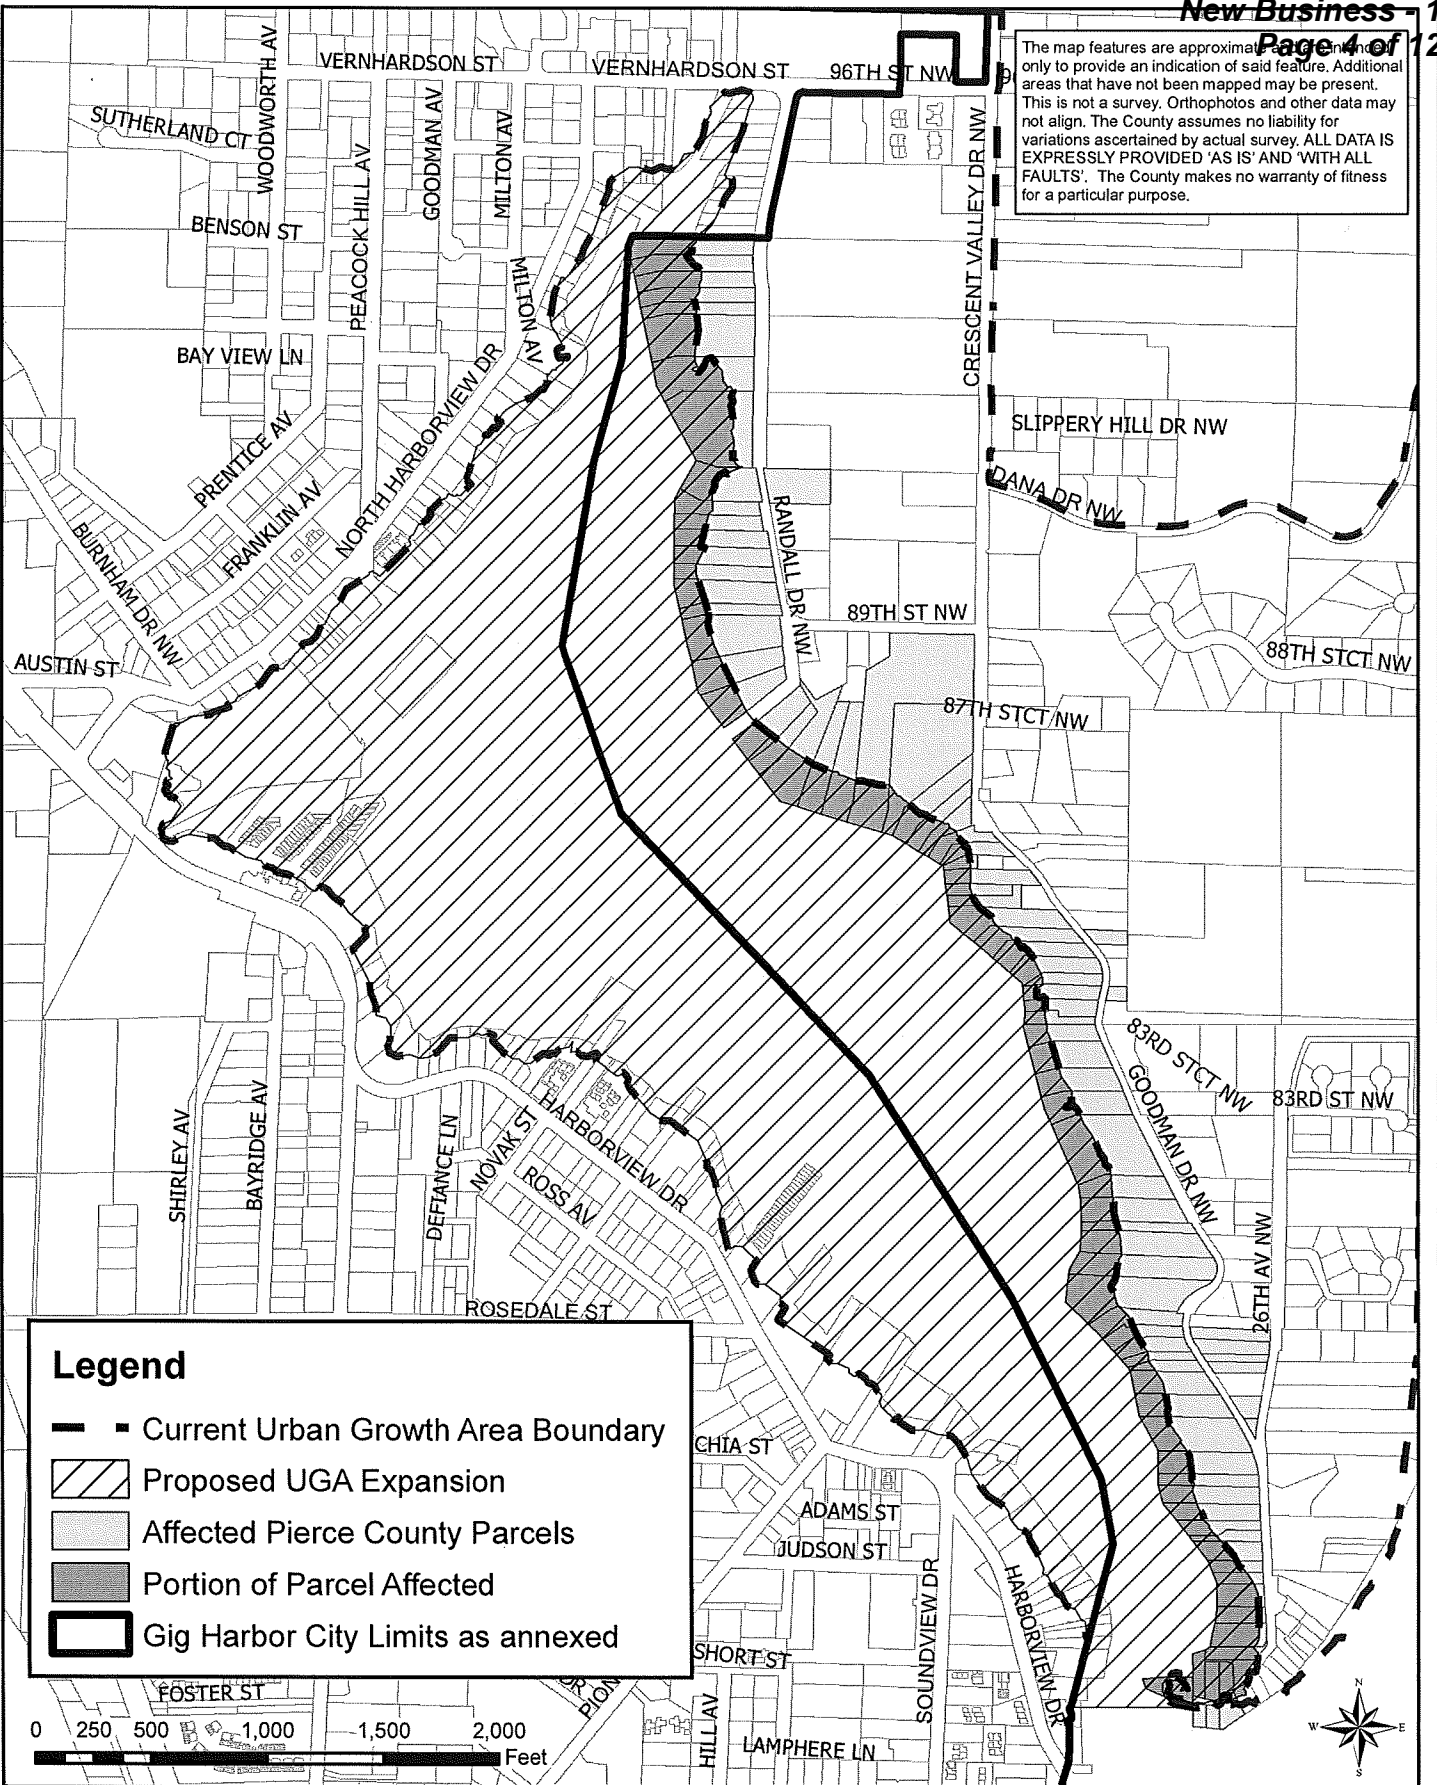 New Business - 1
Page 4 of 12
The map features are approximate and are intended
only to provide an indication of said feature. Additional
areas that have not been mapped may be present.
This is not a survey. Orthophotos and other data may
not align. The County assumes no liability for
variations ascertained by actual survey. ALL DATA IS
EXPRESSLY PROVIDED 'AS IS' AND 'WITH ALL
FAULTS'. The County makes no warranty of fitness
for a particular purpose.
VERNHARDSON ST
VERNHARDSON ST
96TH ST NW
SUTHERLAND CT
WOODWORTH AV
PEACOCK HILL AV
GOODMAN AV
MILTON AV
CRESCENT VALLEY DR NW
BENSON ST
MILTON AV
BAY VIEW LN
NORTH HARBORVIEW DR
PRENTICE AV
FRANKLIN AV
SLIPPERY HILL DR NW
DANA DR NW
RANDALL DR NW
BURNHAM DR NW
89TH ST NW
AUSTIN ST
88TH STCT NW
87TH STCT NW
83RD STCT NW
GOODMAN DR NW
83RD ST NW
SHIRLEY AV
BAYRIDGE AV
DEFIANCE LN
NOVAK ST
HARBORVIEW DR
ROSS AV
26TH AV NW
ROSEDALE ST
Legend
Current Urban Growth Area Boundary
Proposed UGA Expansion
Affected Pierce County Parcels
Portion of Parcel Affected
Gig Harbor City Limits as annexed
CHIA ST
ADAMS ST
JUDSON ST
SOUNDVIEW DR
HARBORVIEW DR
SHORT ST
FOSTER ST
DR
PION
HILL AV
LAMPHERE LN
0 250 500 1,000 1,500 2,000
Feet
N
W E
S